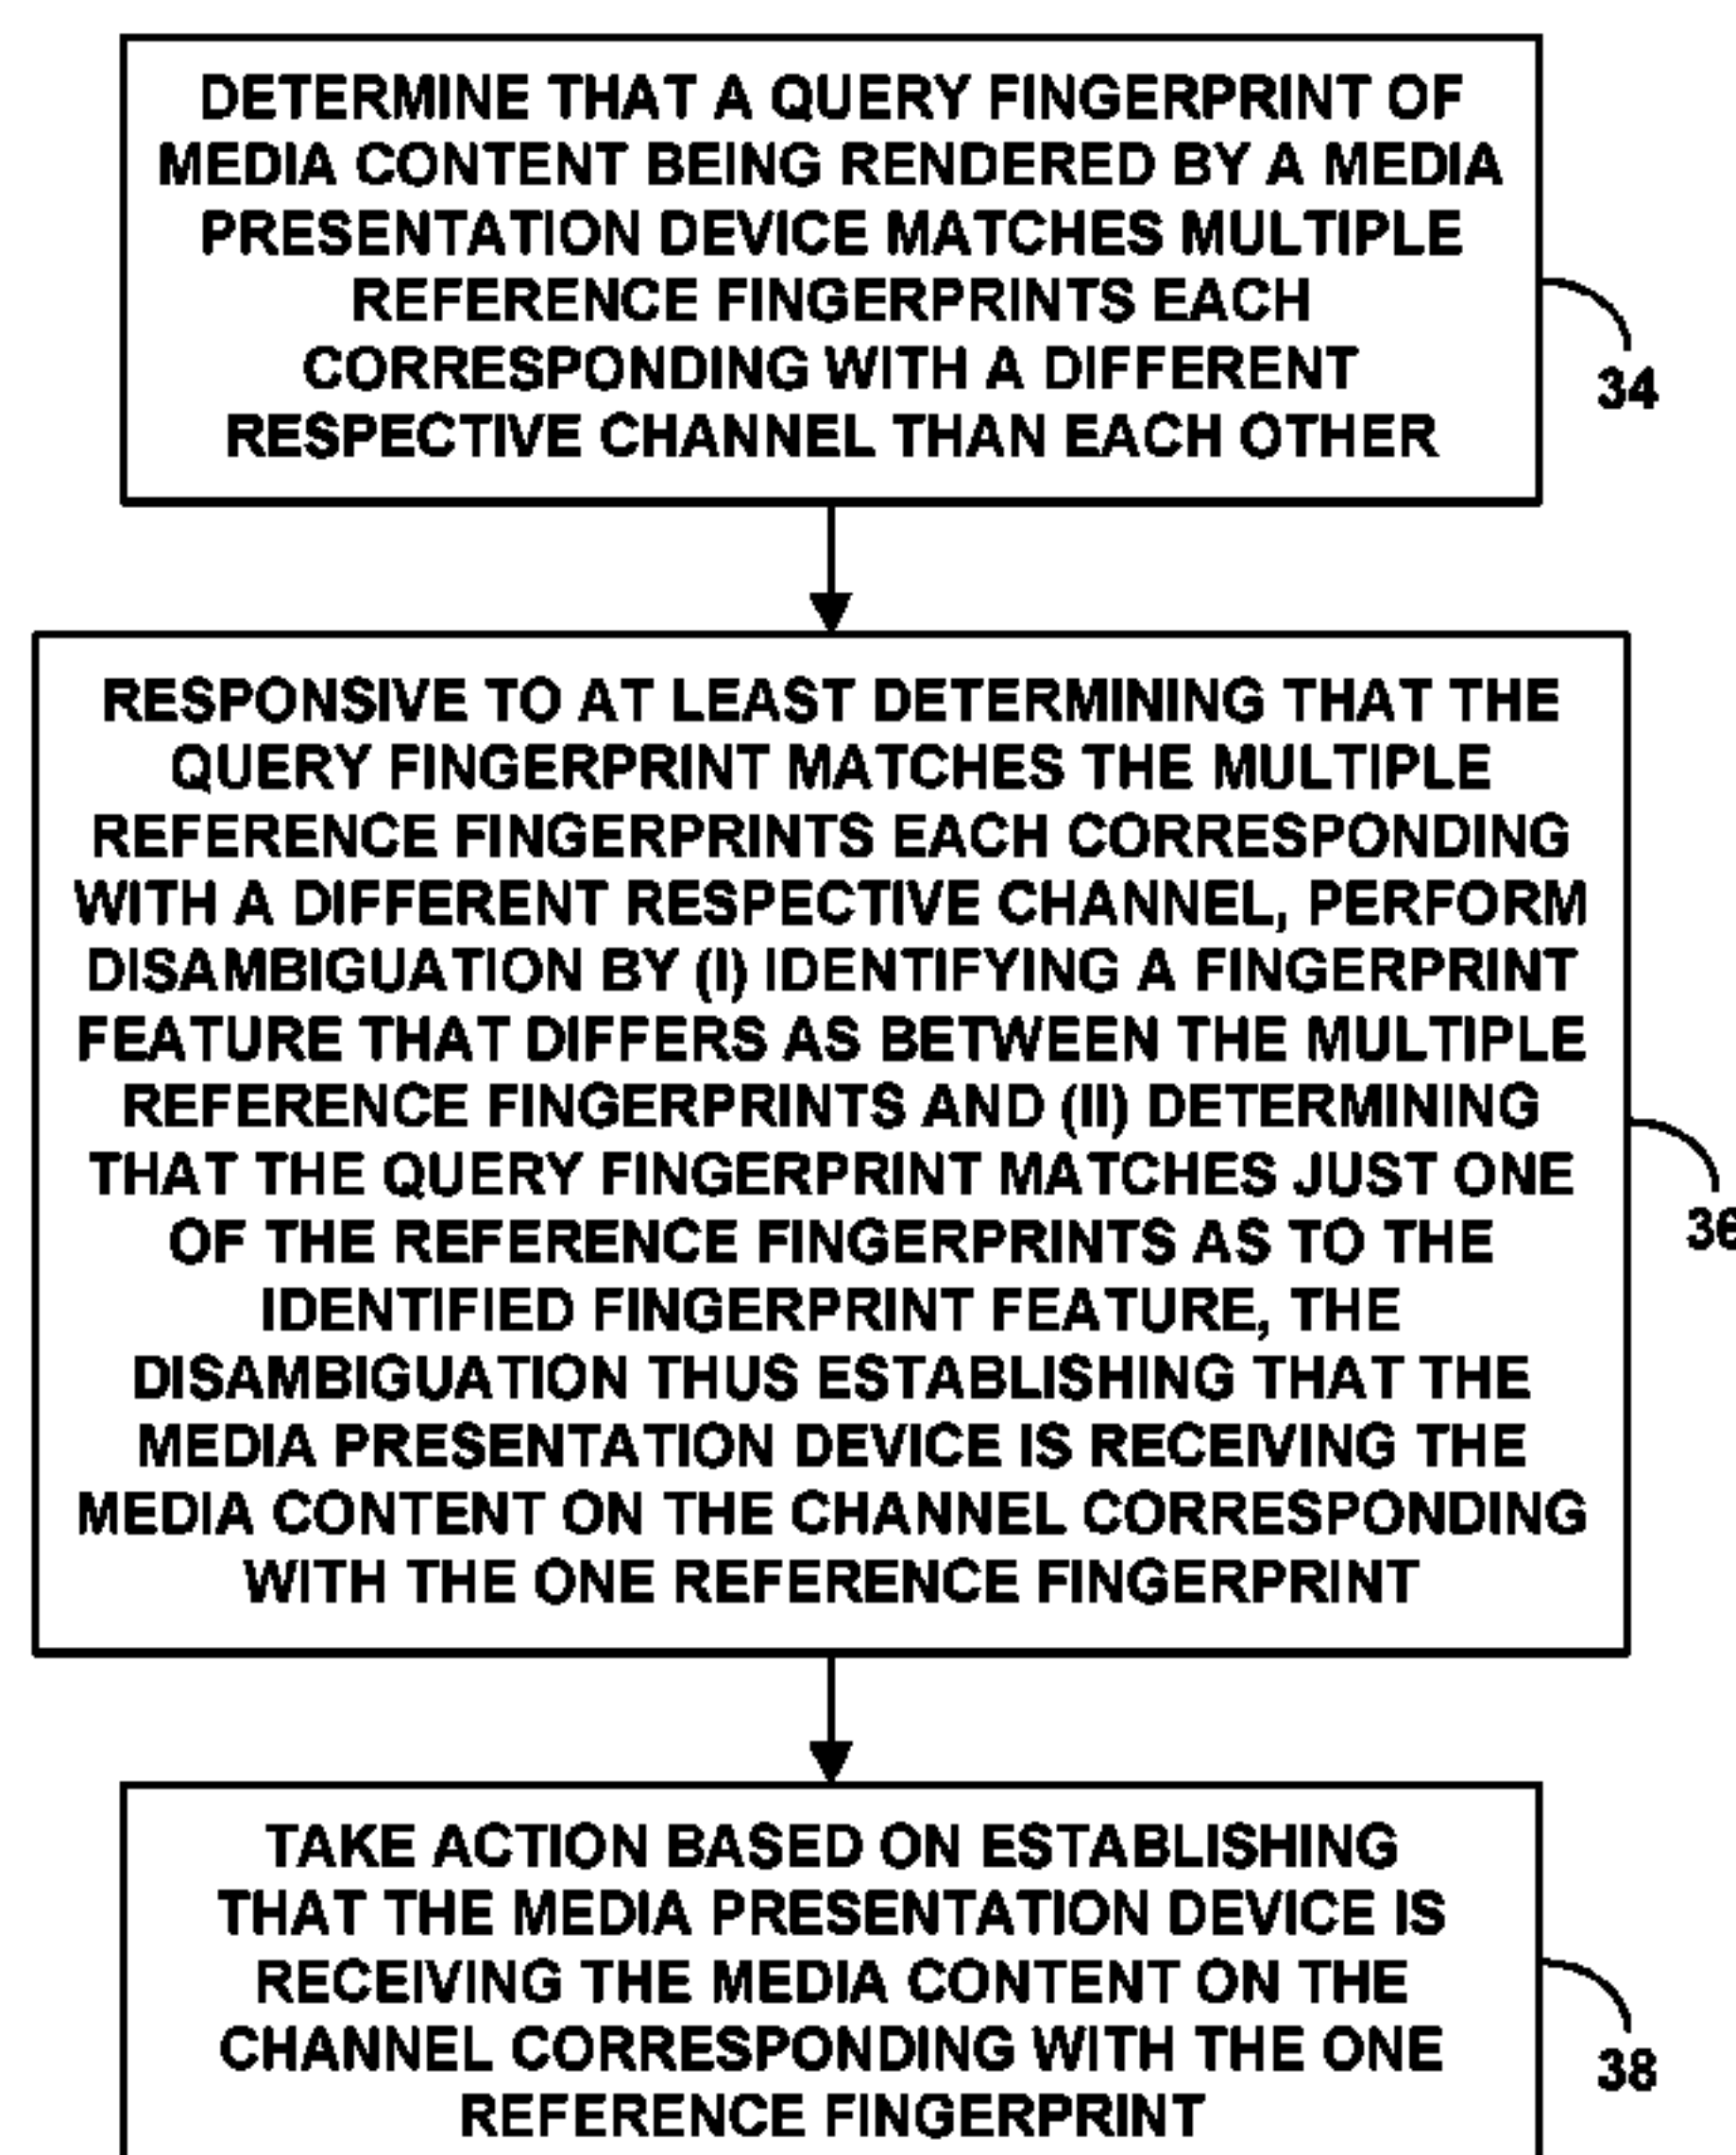 DETERMINE THAT A QUERY FINGERPRINT OF
MEDIA CONTENT BEING RENDERED BY A MEDIA
PRESENTATION DEVICE MATCHES MULTIPLE
REFERENCE FINGERPRINTS EACH
CORRESPONDING WITH A DIFFERENT
RESPECTIVE CHANNEL THAN EACH OTHER
34
RESPONSIVE TO AT LEAST DETERMINING THAT THE
QUERY FINGERPRINT MATCHES THE MULTIPLE
REFERENCE FINGERPRINTS EACH CORRESPONDING
WITH A DIFFERENT RESPECTIVE CHANNEL, PERFORM
DISAMBIGUATION BY (I) IDENTIFYING A FINGERPRINT
FEATURE THAT DIFFERS AS BETWEEN THE MULTIPLE
REFERENCE FINGERPRINTS AND (II) DETERMINING
THAT THE QUERY FINGERPRINT MATCHES JUST ONE
OF THE REFERENCE FINGERPRINTS AS TO THE
IDENTIFIED FINGERPRINT FEATURE, THE
DISAMBIGUATION THUS ESTABLISHING THAT THE
MEDIA PRESENTATION DEVICE IS RECEIVING THE
MEDIA CONTENT ON THE CHANNEL CORRESPONDING
WITH THE ONE REFERENCE FINGERPRINT
36
TAKE ACTION BASED ON ESTABLISHING
THAT THE MEDIA PRESENTATION DEVICE IS
RECEIVING THE MEDIA CONTENT ON THE
CHANNEL CORRESPONDING WITH THE ONE
REFERENCE FINGERPRINT
38